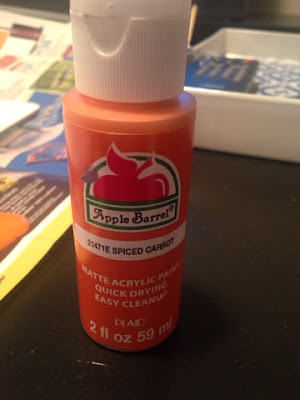 Apple Barrel®
21471E SPICED CARROT
MATTE ACRYLIC PAINT
QUICK DRYING
EASY CLEANUP
PLAID®
2 fl oz 59 ml